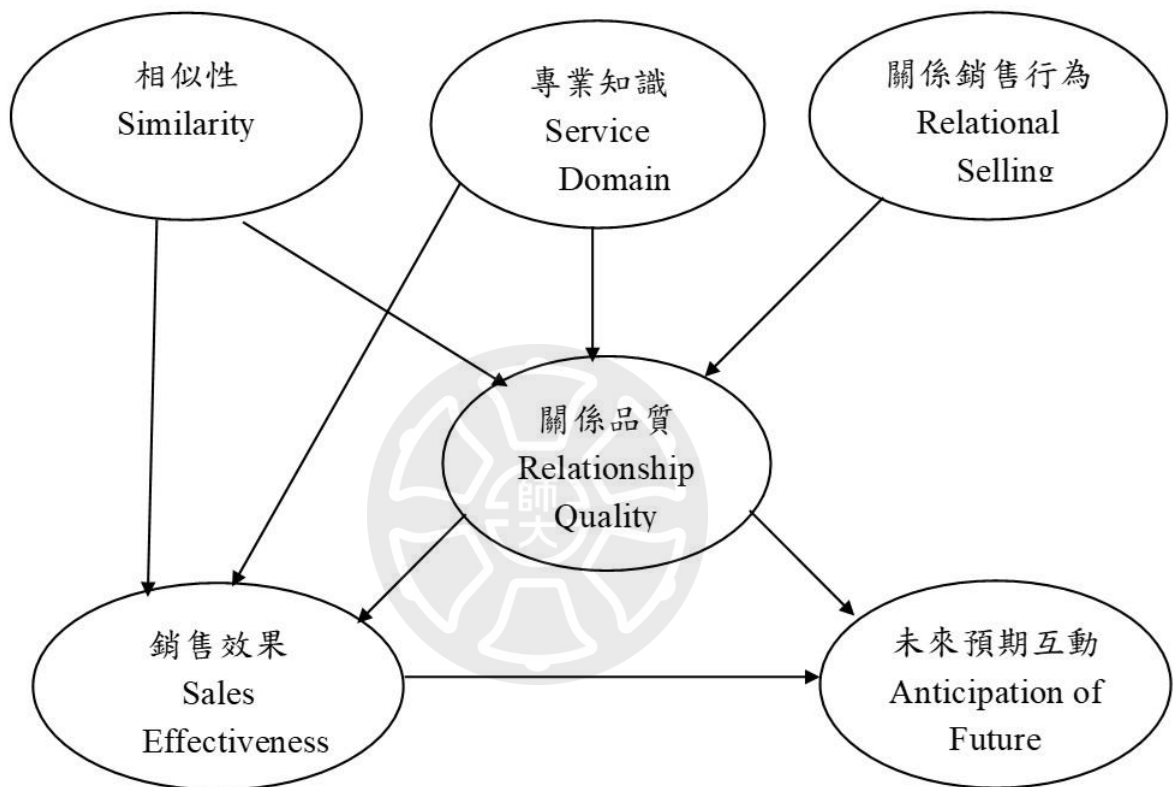 相似性
Similarity
專業知識
Service
Domain
關係銷售行為
Relational
Selling
關係品質
Relationship
Quality
師大
銷售效果
Sales
Effectiveness
未來預期互動
Anticipation of
Future